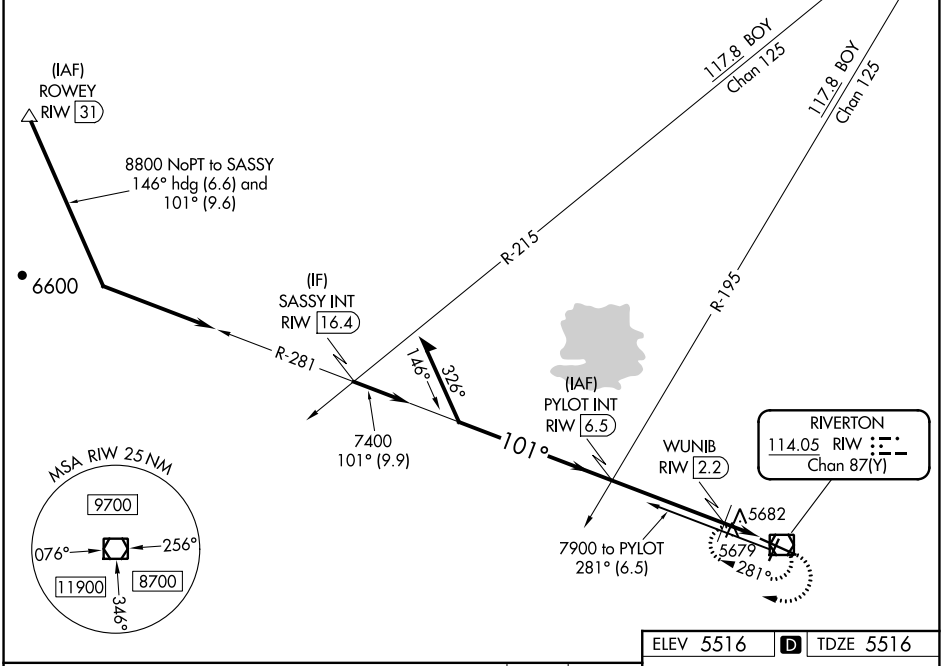 117.8 BOY
Chan 125
117.8 BOY
Chan 125
(IAF)
ROWEY
RIW 31
8800 NoPT to SASSY
146° hdg (6.6) and
101° (9.6)
R-215
R-195
6600
(IF)
SASSY INT
RIW 16.4
R-281
146°
326°
7400
101° (9.9)
101°
(IAF)
PYLOT INT
RIW 6.5
WUNIB
RIW 2.2
RIVERTON
114.05 RIW
Chan 87(Y)
5682
5679
281°
7900 to PYLOT
281° (6.5)
MSA RIW 25 NM
9700
076°
256°
11900
8700
346°
ELEV 5516 D TDZE 5516